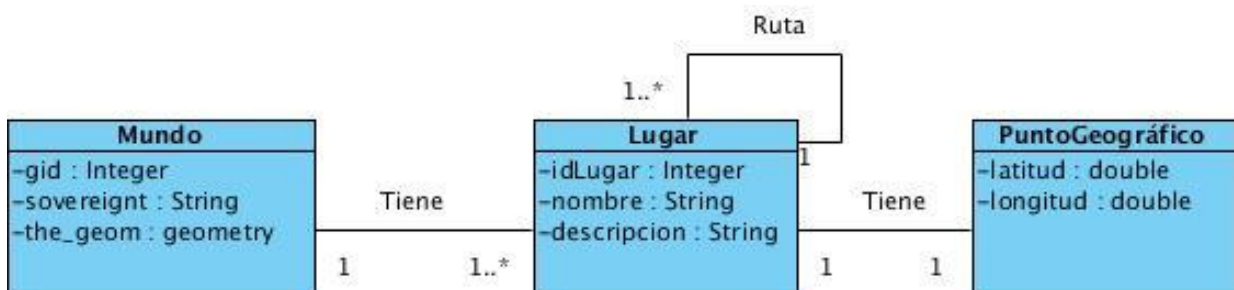 Ruta
1..*
1
Mundo
-gid : Integer
-sovereignt : String
-the_geom : geometry
Tiene
1
1..*
Lugar
-idLugar : Integer
-nombre : String
-descripcion : String
Tiene
1
1
PuntoGeográfico
-latitud : double
-longitud : double